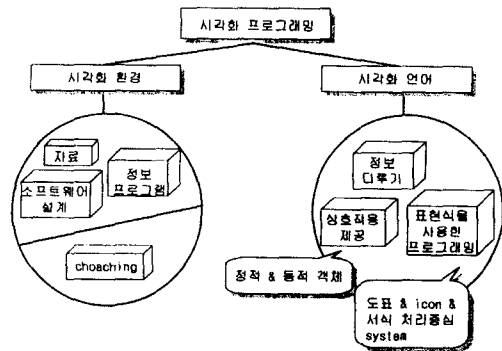 시각화 프로그래밍
시각화 환경
시각화 언어
자료
정보
프로그램
소프트웨어
설계
choaching
정보
다루기
상호작용
제공
표현식을
사용한
프로그래밍
정적 & 동적 객체
도표 & icon &
서식 처리중심
system